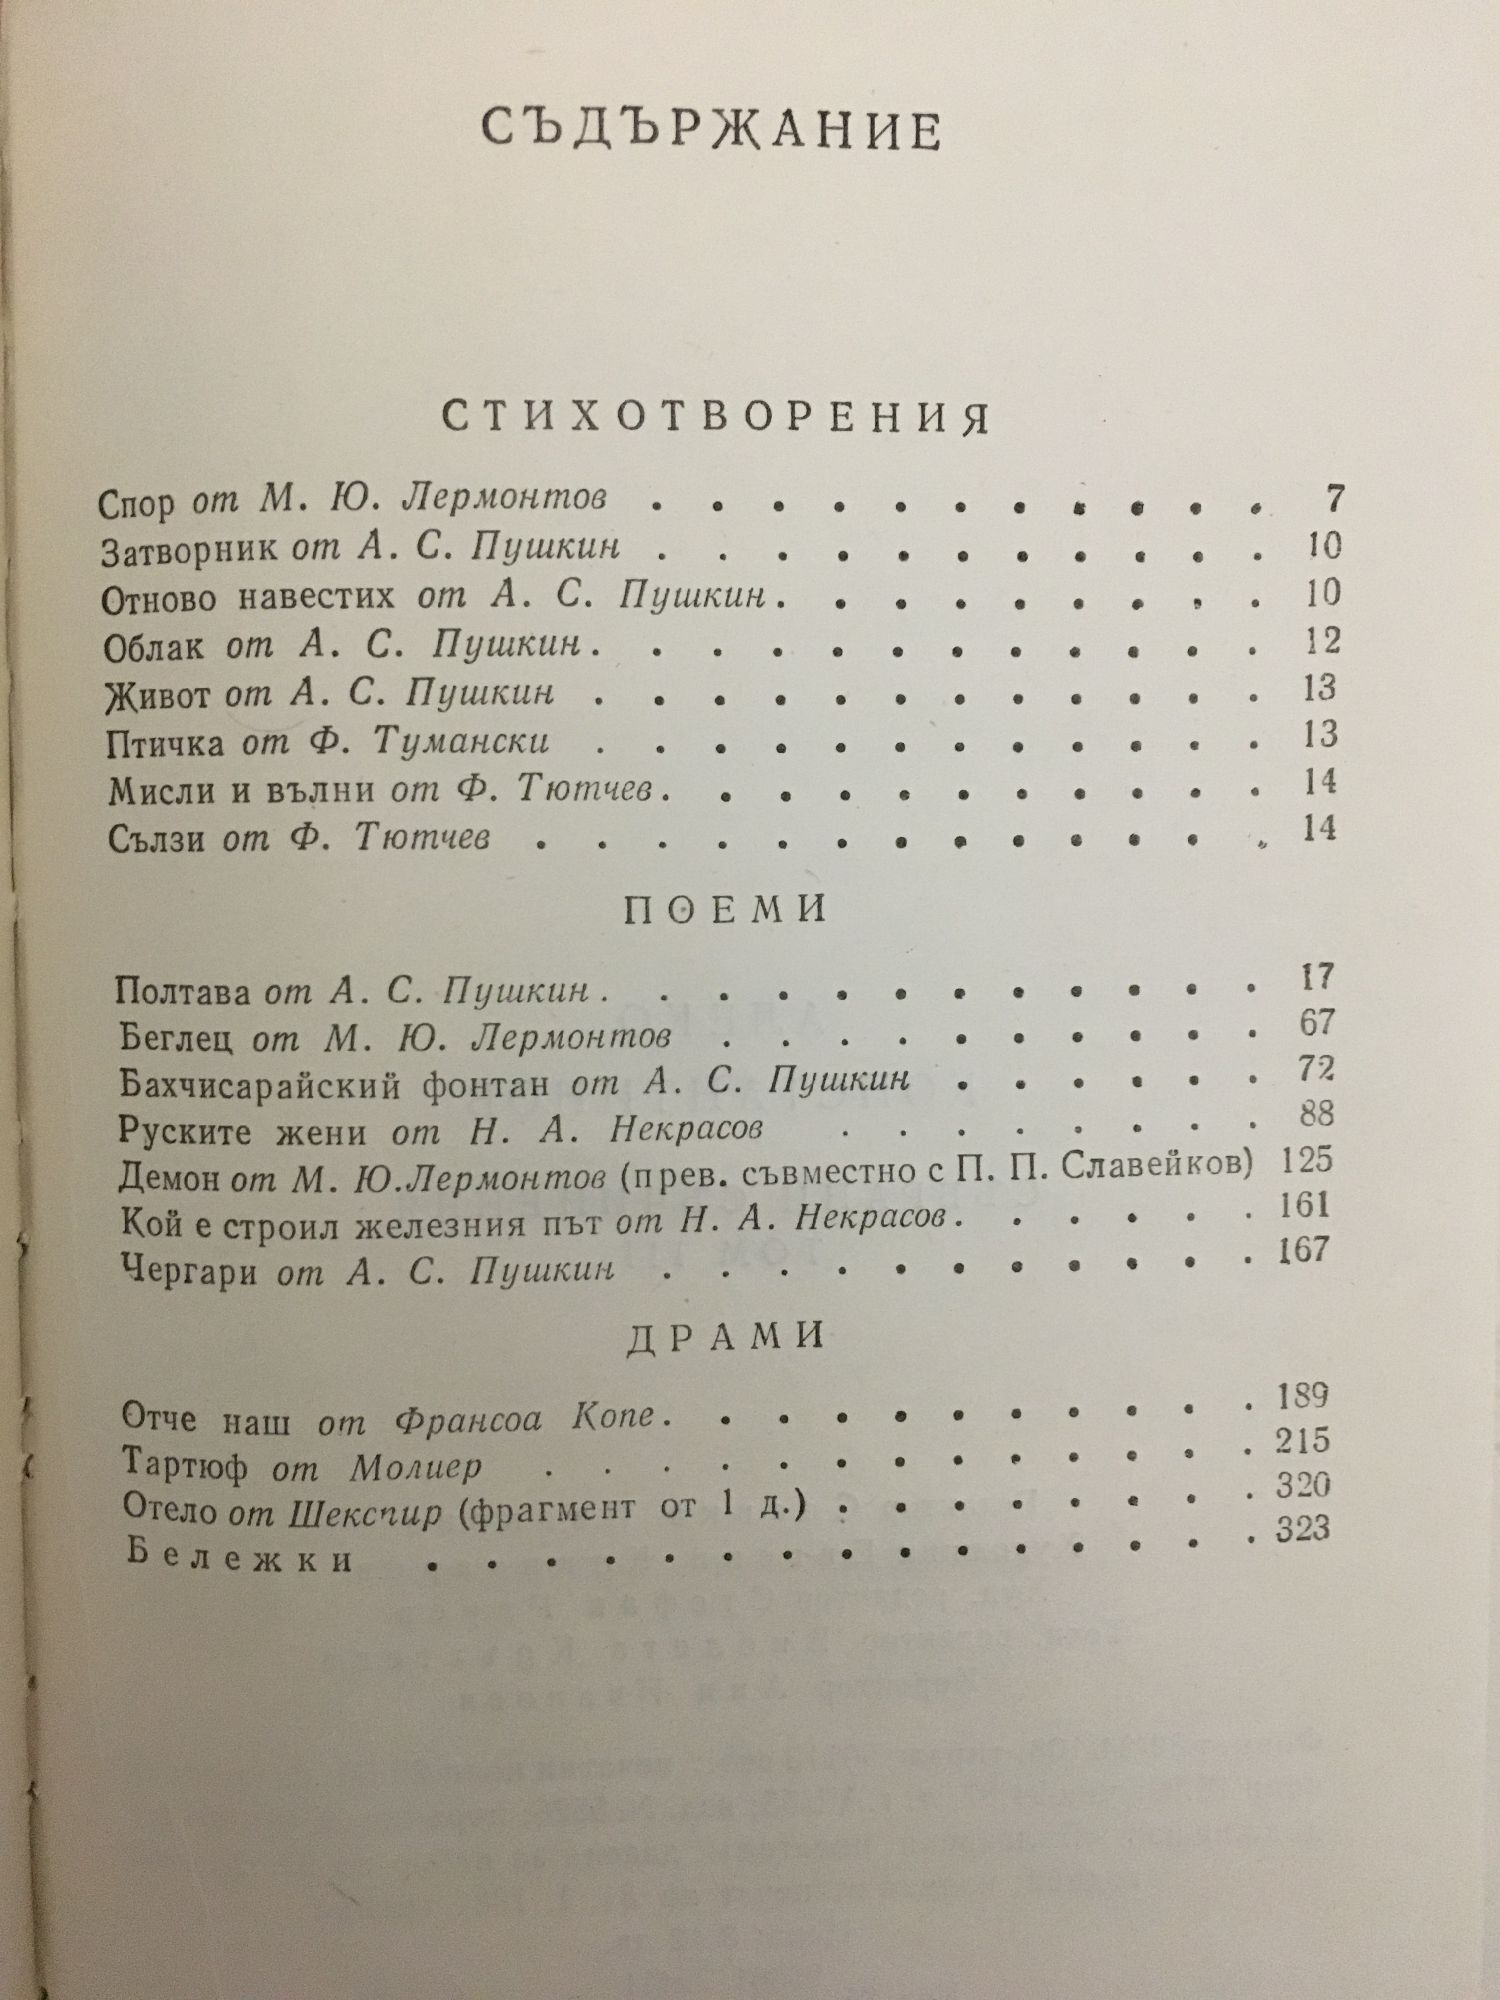 СЪДЪРЖАНИЕ
СТИХОТВОРЕНИЯ
Спор от М. Ю. Лермонтов . . . . . . . . . . . 7
Затворник от А. С. Пушкин . . . . . . . . . . . 10
Отново навестих от А. С. Пушкин . . . . . . . . . 10
Облак от А. С. Пушкин . . . . . . . . . . . . 12
Живот от А. С. Пушкин . . . . . . . . . . . . 13
Птичка от Ф. Тумански . . . . . . . . . . . . 13
Мисли и вълни от Ф. Тютчев . . . . . . . . . . . 14
Сълзи от Ф. Тютчев . . . . . . . . . . . . . 14
ПОЕМИ
Полтава от А. С. Пушкин . . . . . . . . . . . . 17
Беглец от М. Ю. Лермонтов . . . . . . . . . . 67
Бахчисарайский фонтан от А. С. Пушкин . . . . . . 72
Руските жени от Н. А. Некрасов . . . . . . . . 88
Демон от М. Ю.Лермонтов (прев. съвместно с П. П. Славейков) 125
Кой е строил железния път от Н. А. Некрасов . . . . . . 161
Чергари от А. С. Пушкин . . . . . . . . . . . 167
ДРАМИ
Отче наш от Франсоа Копе . . . . . . . . . . . 189
Тартюф от Молиер . . . . . . . . . . . . . 215
Отело от Шекспир (фрагмент от 1 д.) . . . . . . . . 320
Бележки . . . . . . . . . . . . . . . 323